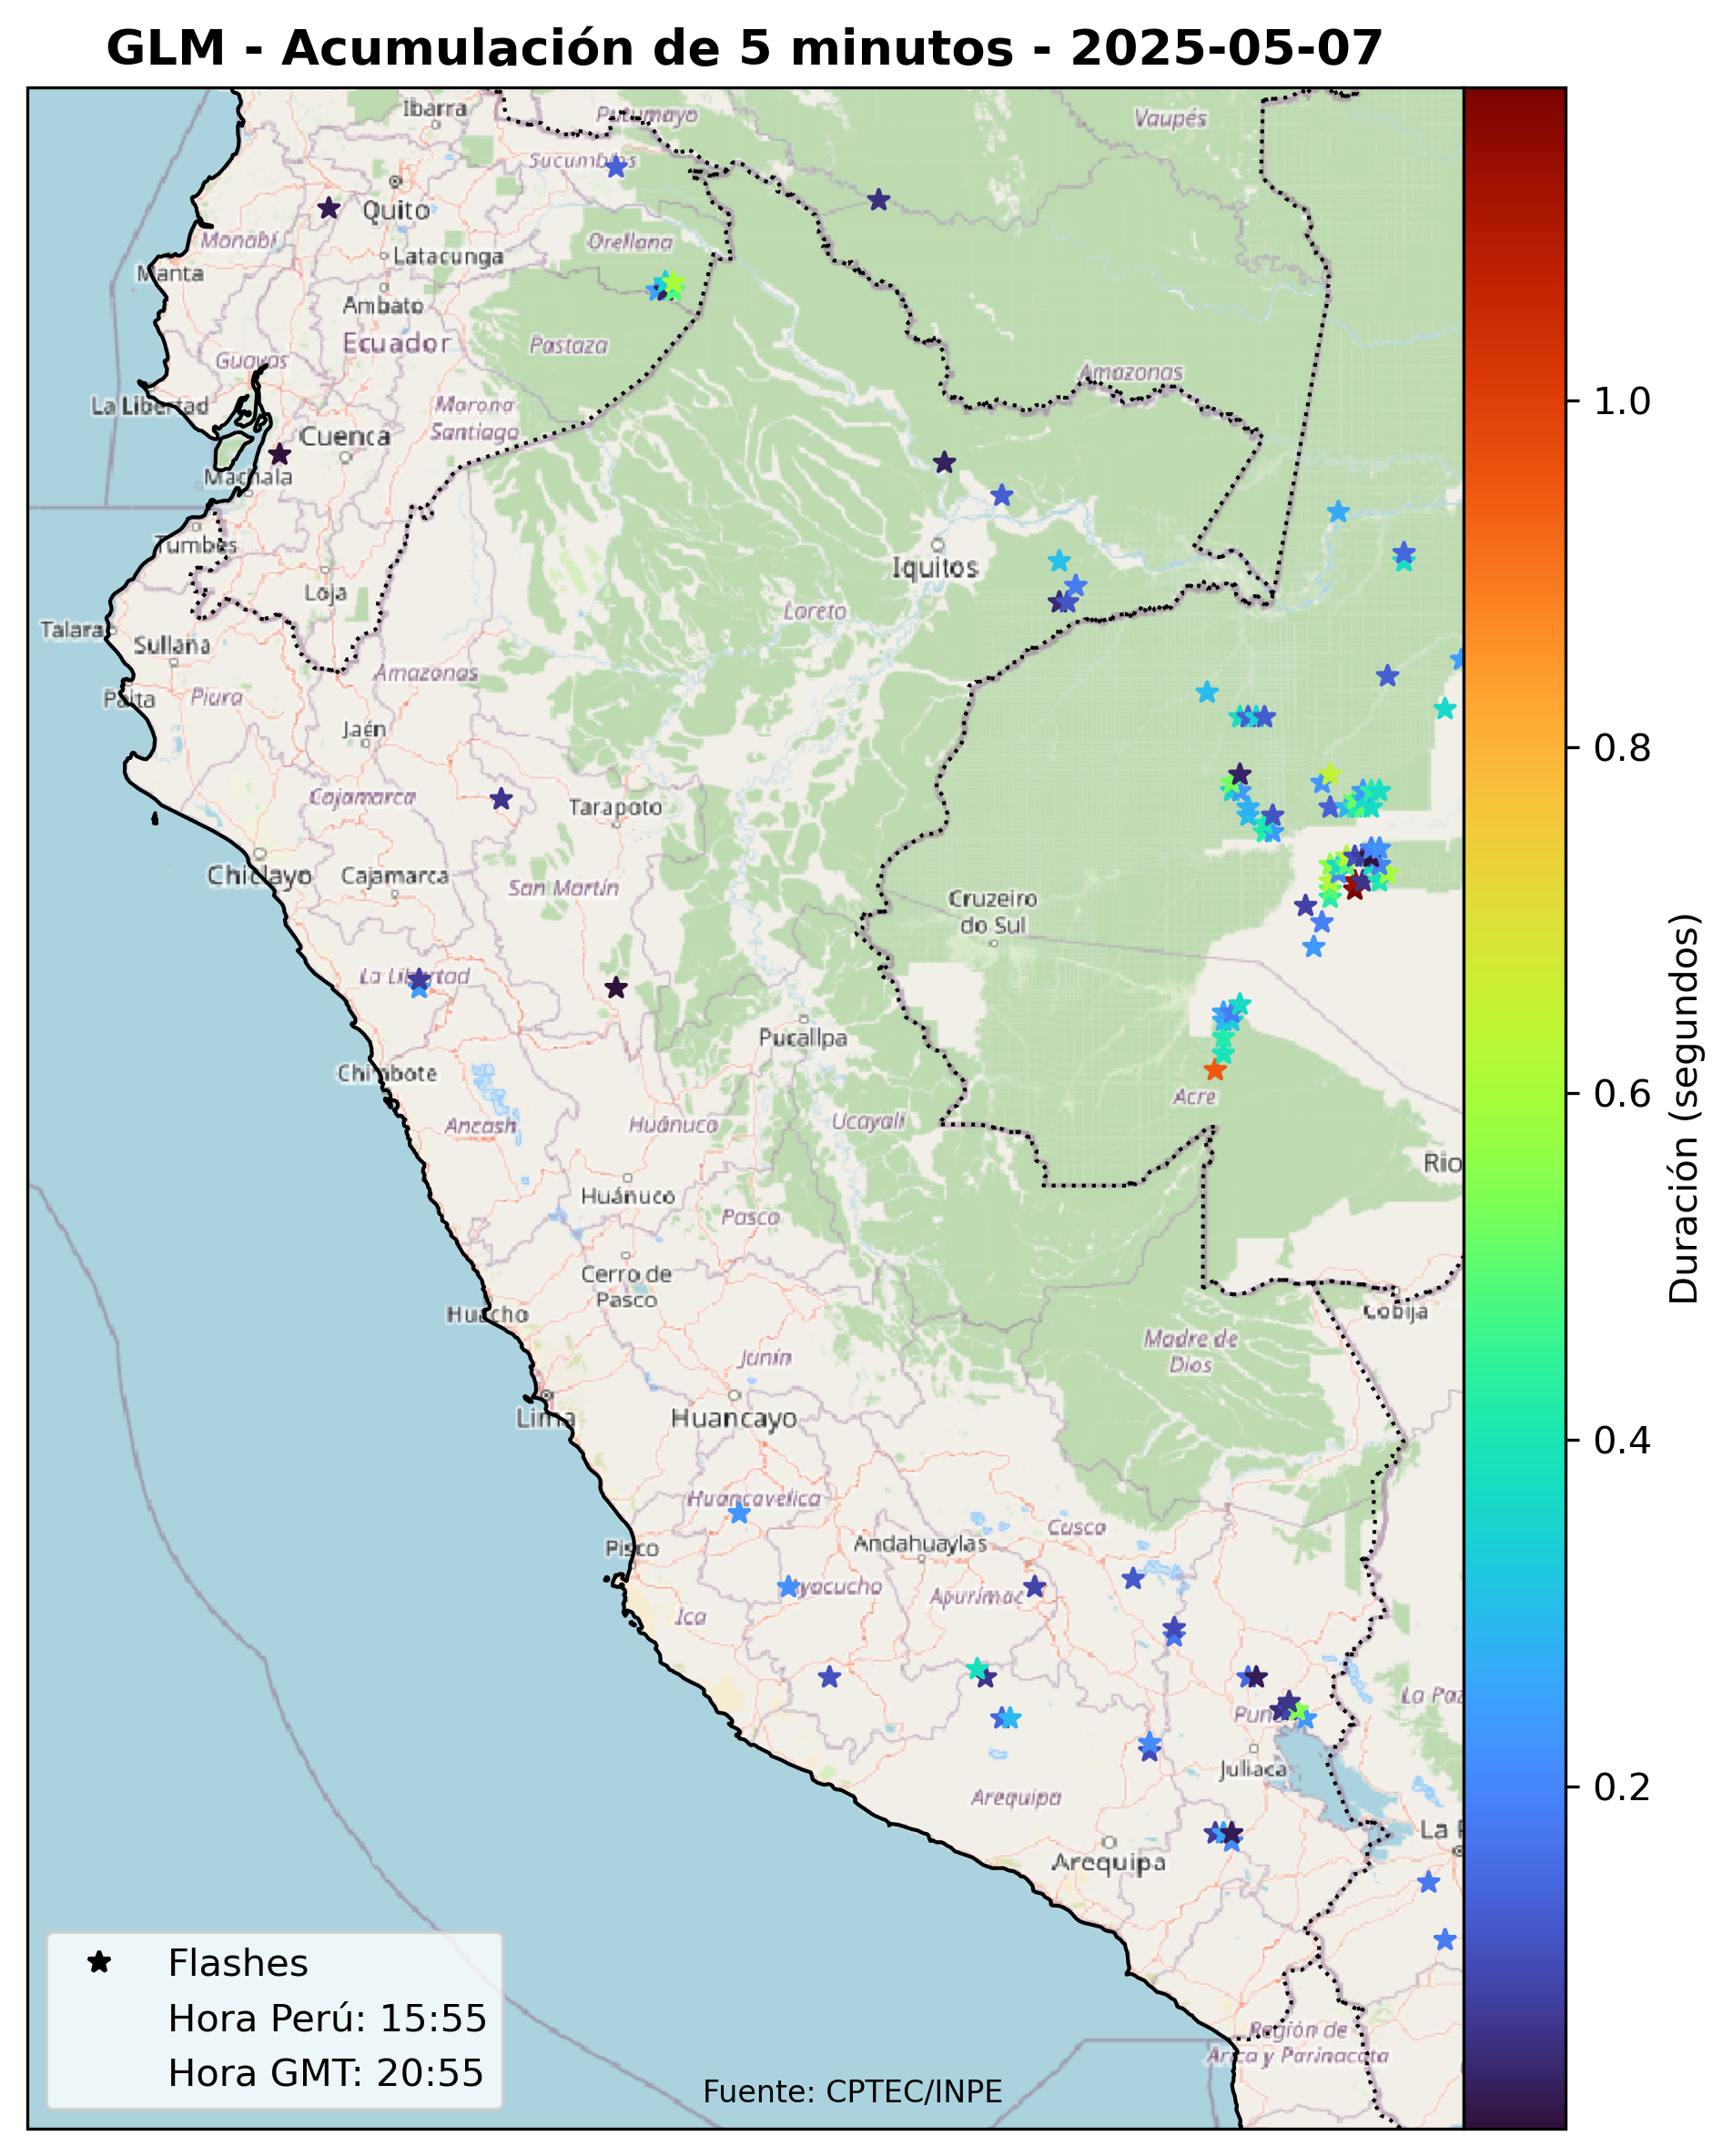 GLM - Acumulación de 5 minutos - 2025-05-07
Ibarra
Putumayo
Vaupés
Sucumbíos
Quito
Manabí
Orellana
Latacunga
Manta
Ambato
Ecuador
Pastaza
Guayas
Amazonas
La Libertad
Morona
Santiago
Cuenca
Machala
Tumbes
Iquitos
Loja
Loreto
Talara
Sullana
Amazonas
Paita
Piura
Jaén
Cajamarca
Tarapoto
Chiclayo
Cajamarca
San Martín
Cruzeiro
do Sul
La Libertad
Pucallpa
Chimbote
Acre
Ancash
Huánuco
Ucayali
Rio
Huánuco
Pasco
Cerro de
Pasco
Huacho
Cobija
Junín
Madre de
Dios
Lima
Huancayo
Huancavelica
Cusco
Pisco
Andahuaylas
Ayacucho
Apurímac
Ica
La Paz
Puno
Juliaca
Arequipa
La P
Arequipa
Región de
Arica y Parinacota
Flashes
Hora Perú: 15:55
Hora GMT: 20:55
Fuente: CPTEC/INPE
1.0
0.8
0.6
0.4
0.2
Duración (segundos)